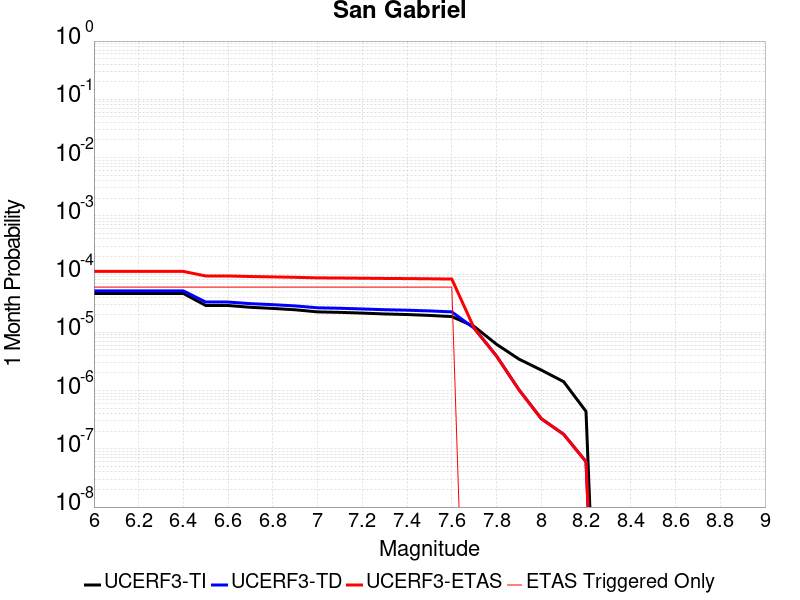 San Gabriel
1 Month Probability
10^0
10^-1
10^-2
10^-3
10^-4
10^-5
10^-6
10^-7
10^-8
6 6.2 6.4 6.6 6.8 7 7.2 7.4 7.6 7.8 8 8.2 8.4 8.6 8.8 9
Magnitude
UCERF3-TI UCERF3-TD UCERF3-ETAS ETAS Triggered Only